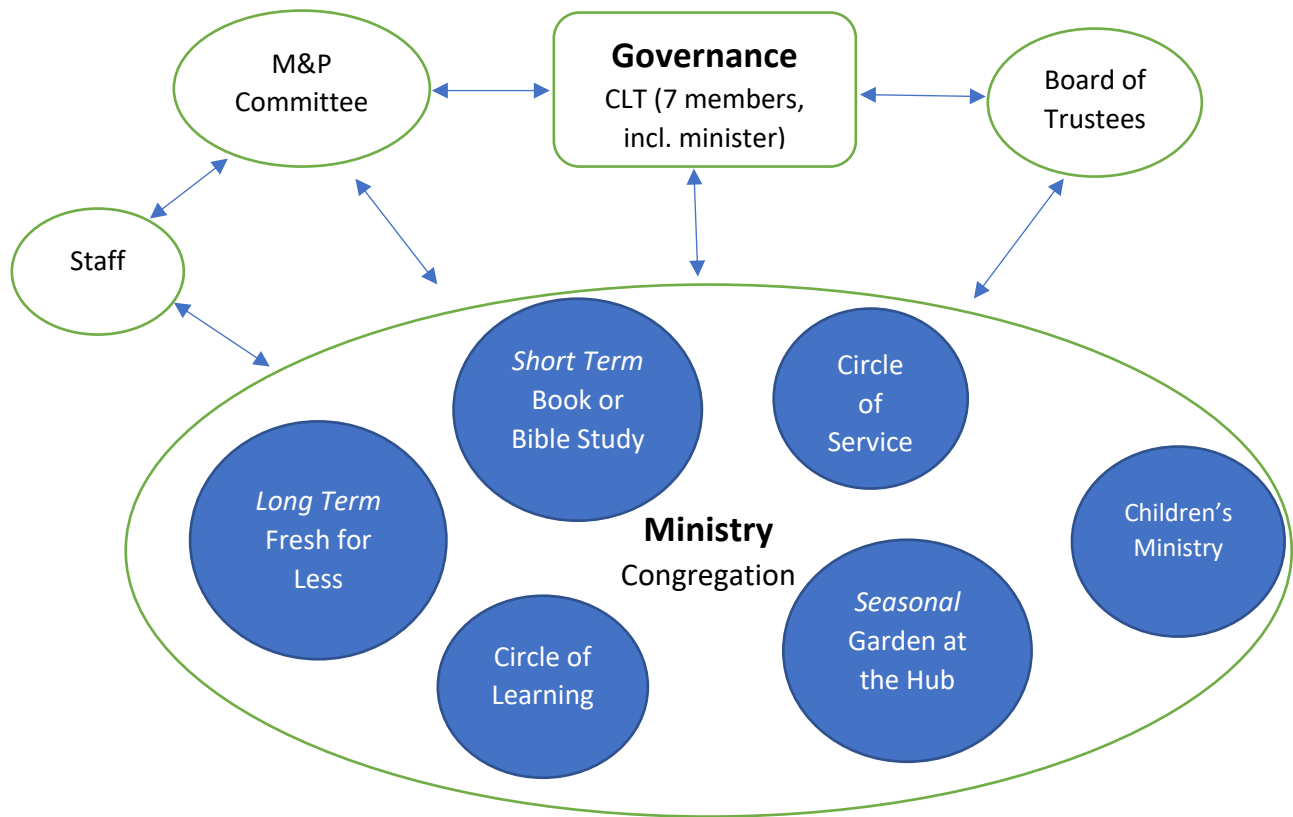 M&P
Committee
Governance
CLT (7 members,
incl. minister)
Board of
Trustees
Staff
Short Term
Book or
Bible Study
Circle
of
Service
Long Term
Fresh for
Less
Ministry
Congregation
Children’s
Ministry
Seasonal
Garden at
the Hub
Circle of
Learning